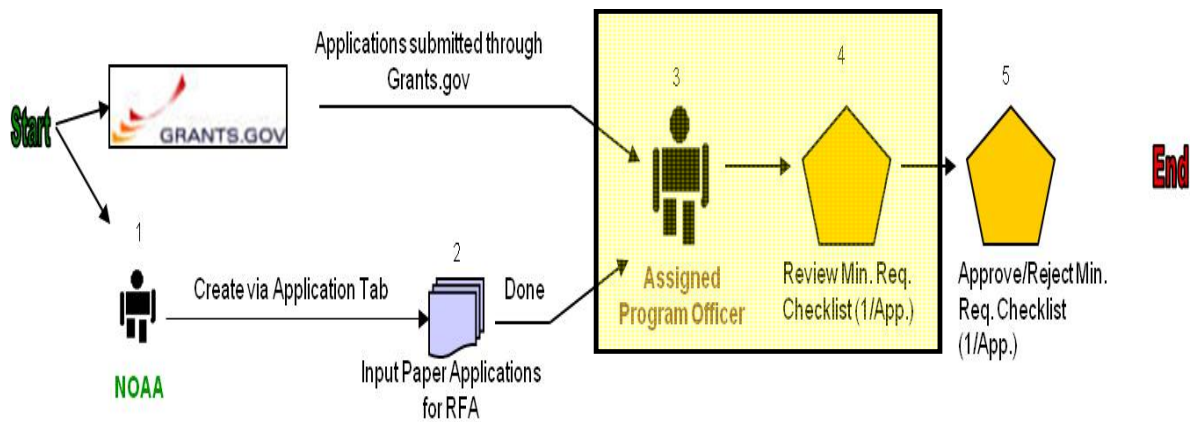 Start
GRANTS.GOV
Applications submitted through
Grants.gov
1
NOAA
Create via Application Tab
2
Input Paper Applications
for RFA
Done
3
Assigned
Program Officer
4
Review Min. Req.
Checklist (1/App.)
5
Approve/Reject Min.
Req. Checklist
(1/App.)
End